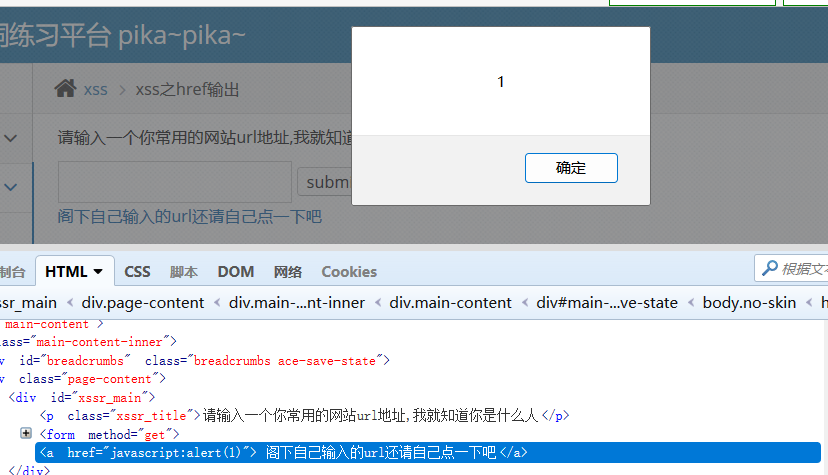 练习平台 pika~pika~
1
xss > xss之href输出
请输入一个你常用的网站url地址,我就知道
确定
submi
阁下自己输入的url还请自己点一下吧
制台 HTML CSS 脚本 DOM 网络 Cookies 根据文本
ssr_main < div.page-content < div.main-...nt-inner < div.main-content < div#main-...ve-state < body.no-skin < h
main-content >
lass="main-content-inner">
v id="breadcrumbs" class="breadcrumbs ace-save-state">
v class="page-content">
<div id="xssr_main">
<p class="xssr_title">请输入一个你常用的网站url地址,我就知道你是什么人</p>
<form method="get">
<a href="javascript:alert(1)"> 阁下自己输入的url还请自己点一下吧</a>
</div>